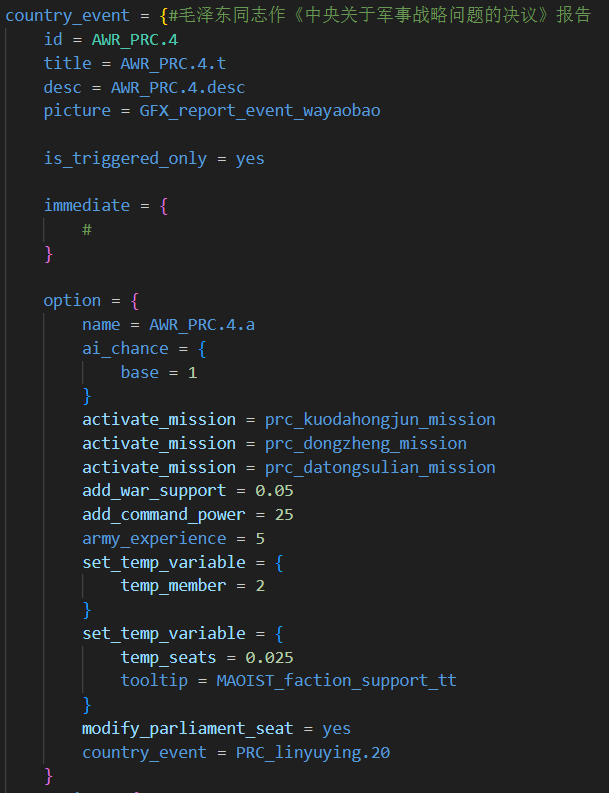 country_event = {#毛泽东同志作《中央关于军事战略问题的决议》报告
id = AWR_PRC.4
title = AWR_PRC.4.t
desc = AWR_PRC.4.desc
picture = GFX_report_event_wayaobao
is_triggered_only = yes
immediate = {
#
}
option = {
name = AWR_PRC.4.a
ai_chance = {
base = 1
}
activate_mission = prc_kuodahongjun_mission
activate_mission = prc_dongzheng_mission
activate_mission = prc_datongsulian_mission
add_war_support = 0.05
add_command_power = 25
army_experience = 5
set_temp_variable = {
temp_member = 2
}
set_temp_variable = {
temp_seats = 0.025
tooltip = MAOIST_faction_support_tt
}
modify_parliament_seat = yes
country_event = PRC_linyuying.20
}